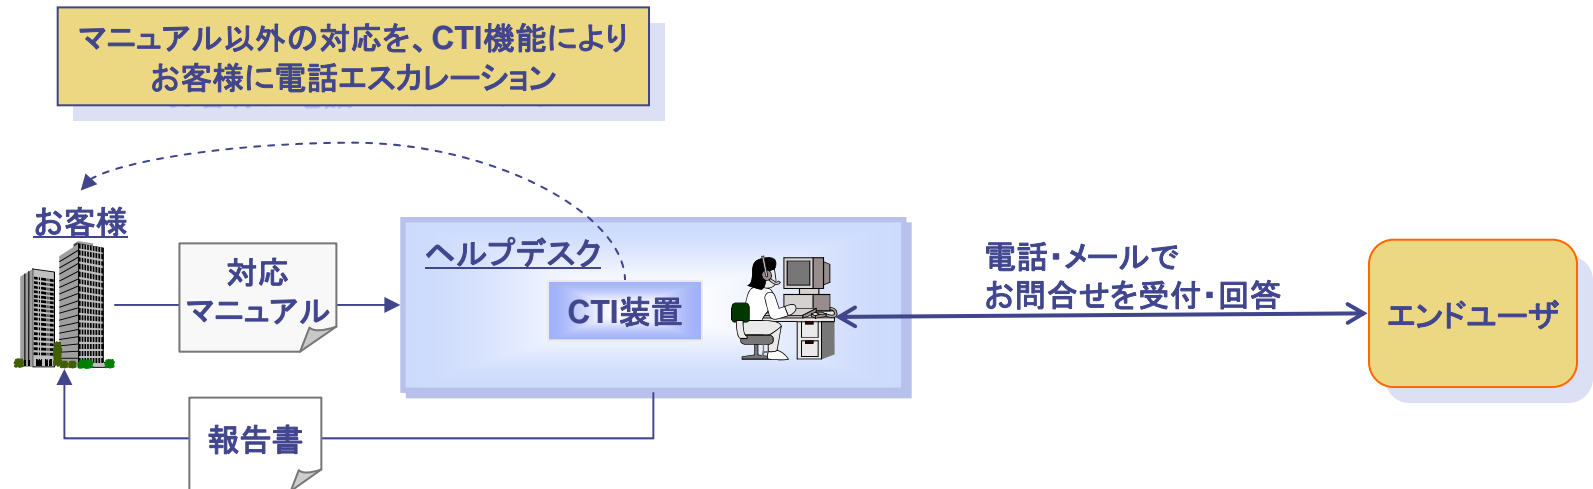 マニュアル以外の対応を、CTI機能により
お客様に電話エスカレーション
お客様
対応
マニュアル
ヘルプデスク
CTI装置
電話・メールで
お問合せを受付・回答
エンドユーザ
報告書